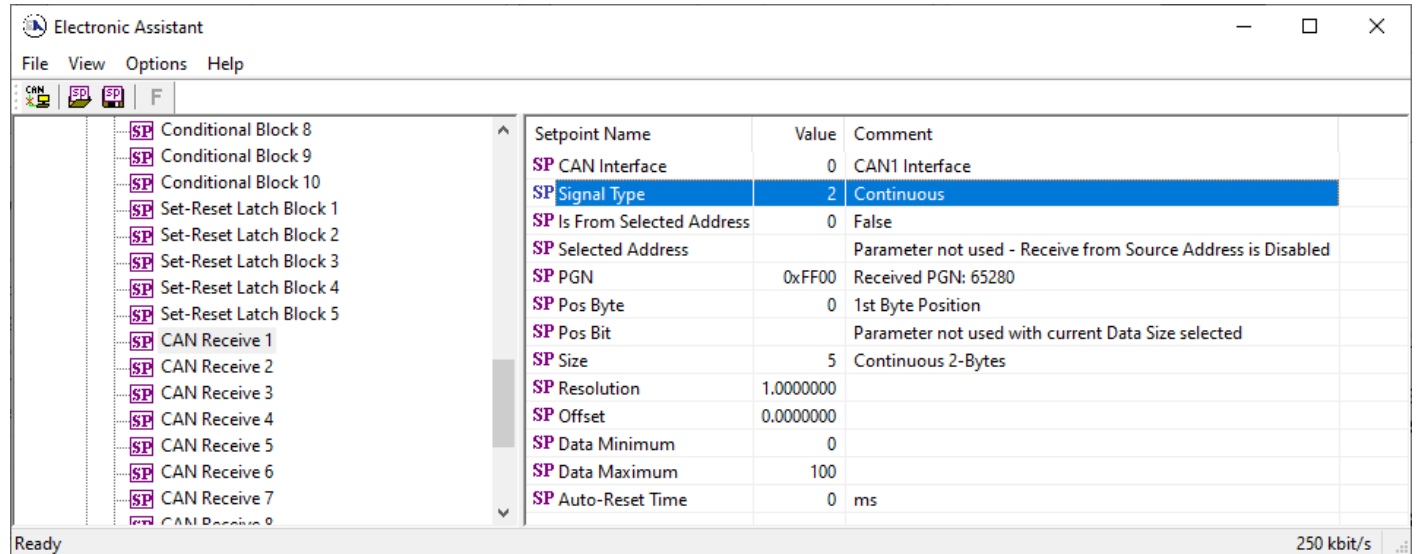 Electronic Assistant
File View Options Help
CAN SP SP F
SP Conditional Block 8
SP Conditional Block 9
SP Conditional Block 10
SP Set-Reset Latch Block 1
SP Set-Reset Latch Block 2
SP Set-Reset Latch Block 3
SP Set-Reset Latch Block 4
SP Set-Reset Latch Block 5
SP CAN Receive 1
SP CAN Receive 2
SP CAN Receive 3
SP CAN Receive 4
SP CAN Receive 5
SP CAN Receive 6
SP CAN Receive 7
SP CAN Receive 8
Setpoint Name Value Comment
SP CAN Interface 0 CAN1 Interface
SP Signal Type 2 Continuous
SP Is From Selected Address 0 False
SP Selected Address Parameter not used - Receive from Source Address is Disabled
SP PGN 0xFF00 Received PGN: 65280
SP Pos Byte 0 1st Byte Position
SP Pos Bit Parameter not used with current Data Size selected
SP Size 5 Continuous 2-Bytes
SP Resolution 1.0000000
SP Offset 0.0000000
SP Data Minimum 0
SP Data Maximum 100
SP Auto-Reset Time 0 ms
Ready 250 kbit/s